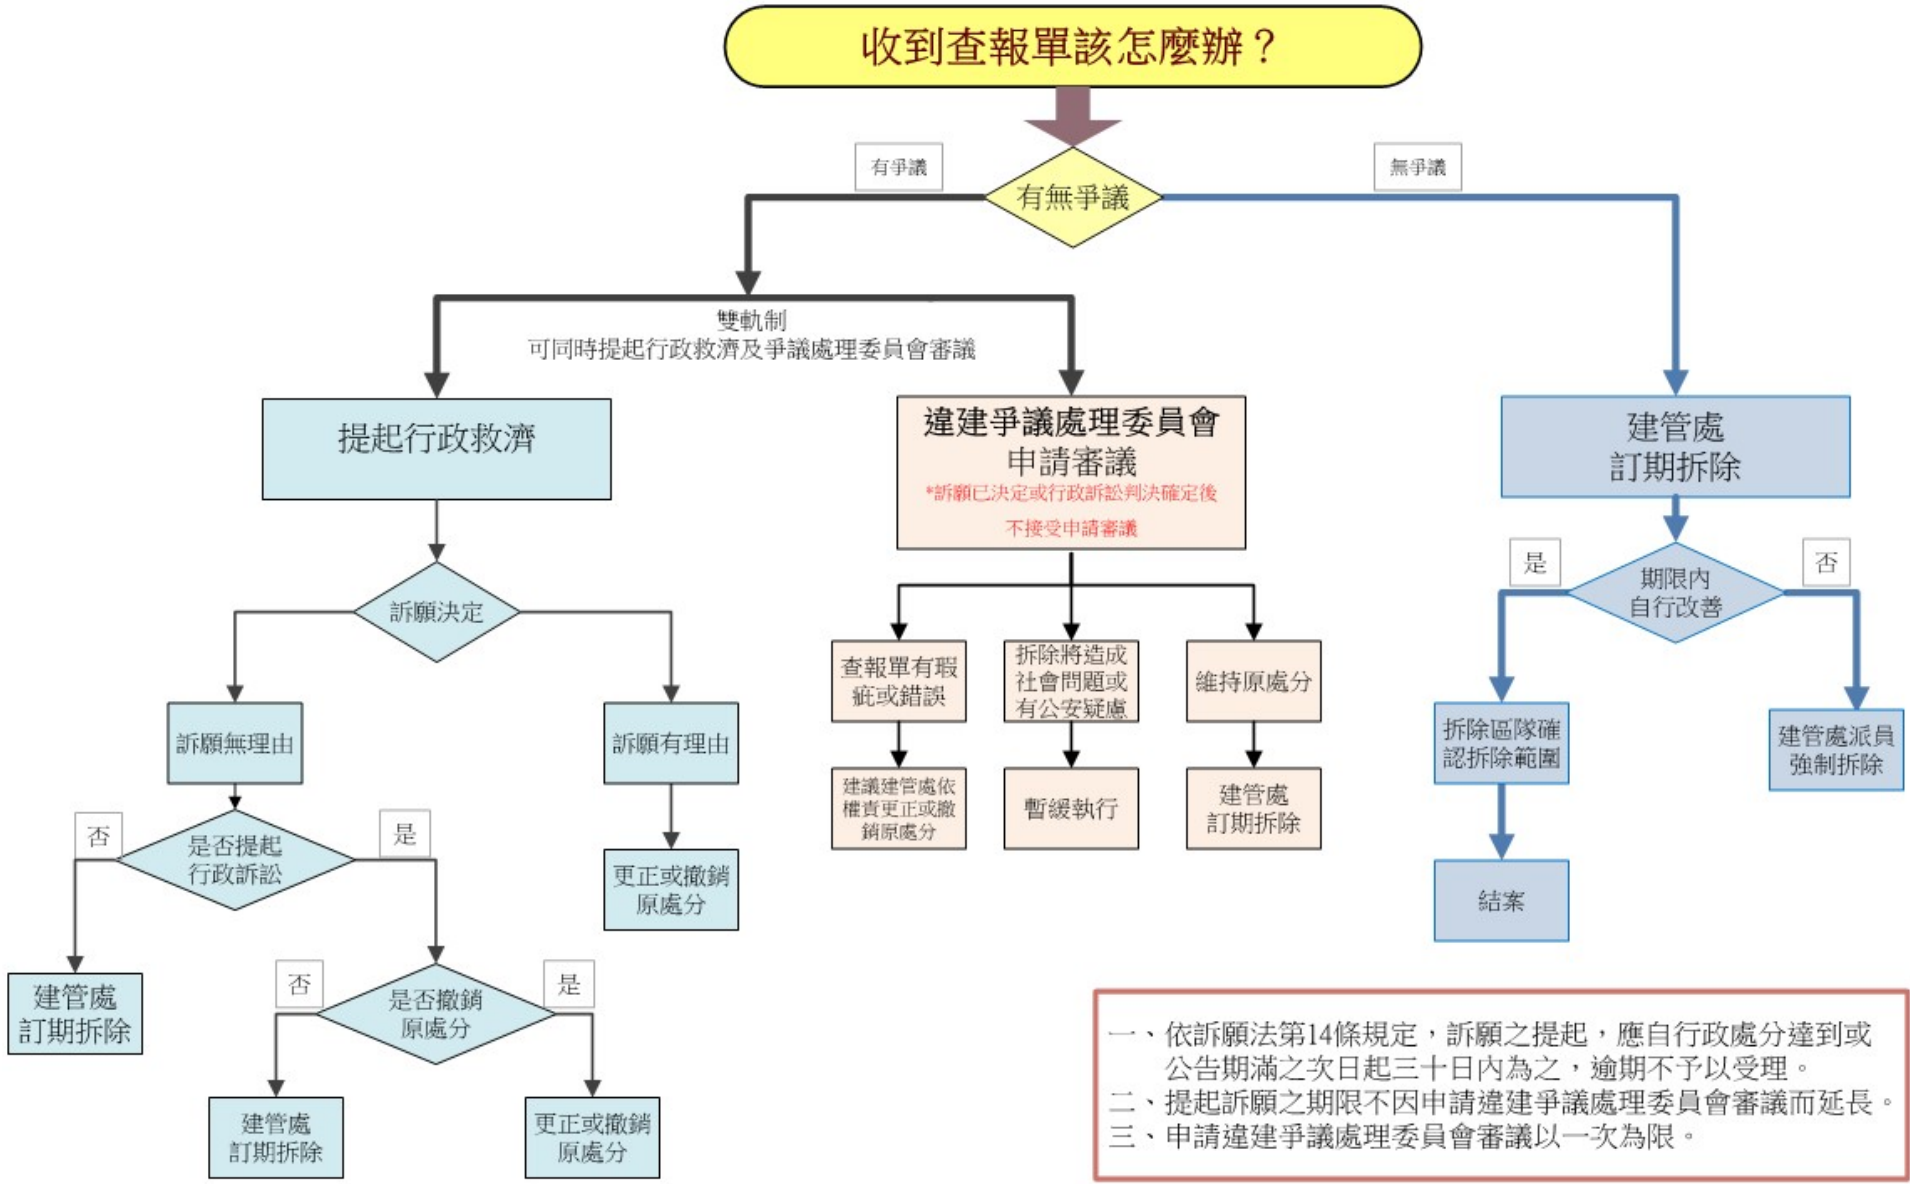 收到查報單該怎麼辦？
有爭議
有無爭議
無爭議
雙軌制
可同時提起行政救濟及爭議處理委員會審議
提起行政救濟
訴願決定
訴願無理由
訴願有理由
否
是否提起
行政訴訟
是
更正或撤銷
原處分
建管處
訂期拆除
否
是否撤銷
原處分
是
建管處
訂期拆除
更正或撤銷
原處分
違建爭議處理委員會
申請審議
*訴願已決定或行政訴訟判決確定後
不接受申請審議
查報單有瑕
疵或錯誤
拆除將造成
社會問題或
有公安疑慮
維持原處分
建議建管處依
權責更正或撤
銷原處分
暫緩執行
建管處
訂期拆除
建管處
訂期拆除
是
期限內
自行改善
否
拆除區隊確
認拆除範圍
建管處派員
強制拆除
結案
一、依訴願法第14條規定，訴願之提起，應自行政處分達到或
公告期滿之次日起三十日內為之，逾期不予以受理。
二、提起訴願之期限不因申請違建爭議處理委員會審議而延長。
三、申請違建爭議處理委員會審議以一次為限。